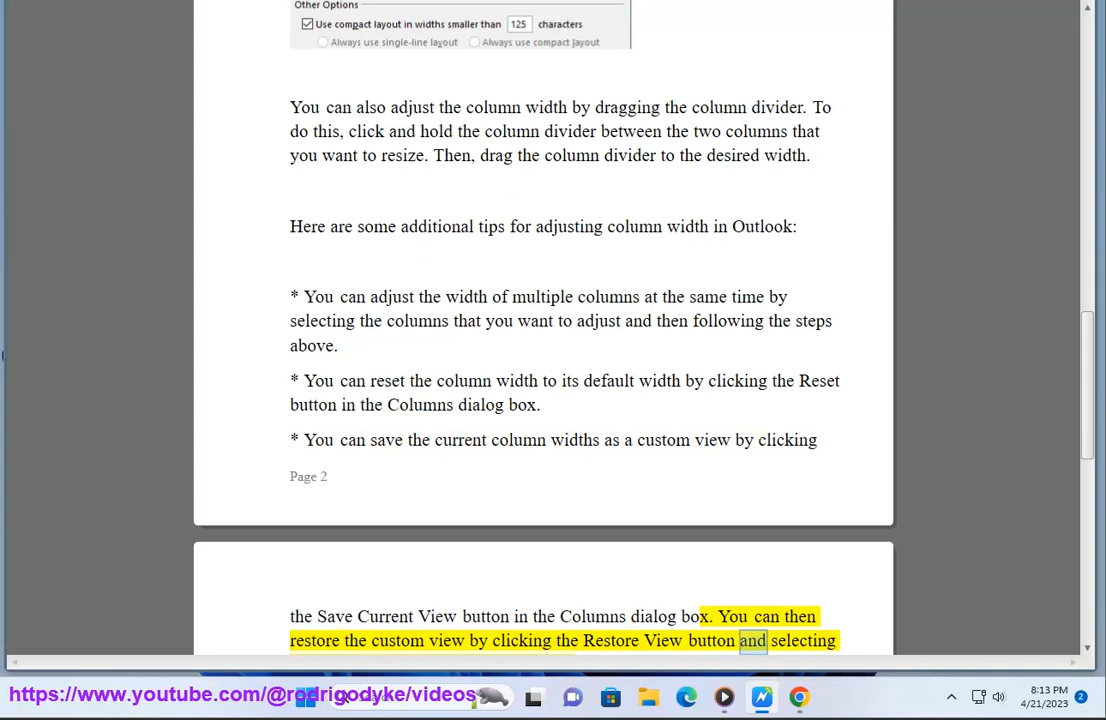 Other Options
Use compact layout in widths smaller than 125 characters
Always use single-line layout Always use compact layout
You can also adjust the column width by dragging the column divider. To
do this, click and hold the column divider between the two columns that
you want to resize. Then, drag the column divider to the desired width.
Here are some additional tips for adjusting column width in Outlook:
* You can adjust the width of multiple columns at the same time by
selecting the columns that you want to adjust and then following the steps
above.
* You can reset the column width to its default width by clicking the Reset
button in the Columns dialog box.
* You can save the current column widths as a custom view by clicking
Page 2
the Save Current View button in the Columns dialog box. You can then
restore the custom view by clicking the Restore View button and selecting
https://www.youtube.com/@rodrigodyke/videos
8:13 PM
4/21/2023
2